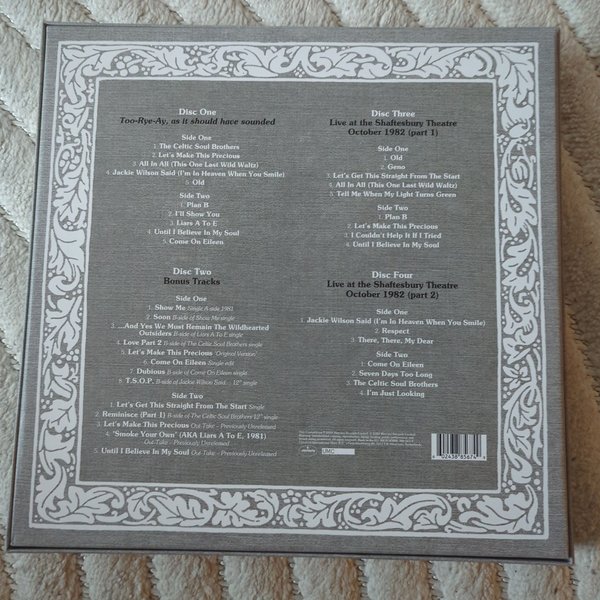 Disc One
Too-Rye-Ay, as it should hace sounded
Side One
1. The Celtic Soul Brothers
2. Let's Make This Precious
3. All In All (This One Last Wild Waltz)
4. Jackie Wilson Said (I'm In Heaven When You Smile)
5. Old
Side Two
1. Plan B
2. I'll Show You
3. Liars A To E
4. Until I Believe In My Soul
5. Come On Eileen
Disc Two
Bonus Tracks
Side One
1. Show Me Single A-side 1981
2. Soon B-side of Show Me single
3. ...And Yes We Must Remain The Wildhearted
Outsiders B-side of Liars A To E single
4. Love Part 2 B-side of The Celtic Soul Brothers single
5. Let's Make This Precious 'Original Version'
6. Come On Eileen Single edit
7. Dubious B-side of Come On Eileen single
8. T.S.O.P. B-side of Jackie Wilson Said... 12" single
Side Two
1. Let's Get This Straight From The Start Single
2. Reminisce (Part 1) B-side of The Celtic Soul Brothers 12" single
3. Let's Make This Precious Out-Take – Previously Unreleased
4. "Smoke Your Own" (AKA Liars A To E, 1981)
Out-Take – Previously Unreleased
5. Until I Believe In My Soul Out-Take – Previously Unreleased
Disc Three
Live at the Shaftesbury Theatre
October 1982 (part 1)
Side One
1. Old
2. Geno
3. Let's Get This Straight From The Start
4. All In All (This One Last Wild Waltz)
5. Tell Me When My Light Turns Green
Side Two
1. Plan B
2. Let's Make This Precious
3. I Couldn't Help It If I Tried
4. Until I Believe In My Soul
Disc Four
Live at the Shaftesbury Theatre
October 1982 (part 2)
Side One
1. Jackie Wilson Said (I'm In Heaven When You Smile)
2. Respect
3. There, There, My Dear
Side Two
1. Come On Eileen
2. Seven Days Too Long
3. The Celtic Soul Brothers
4. I'm Just Looking
UMC